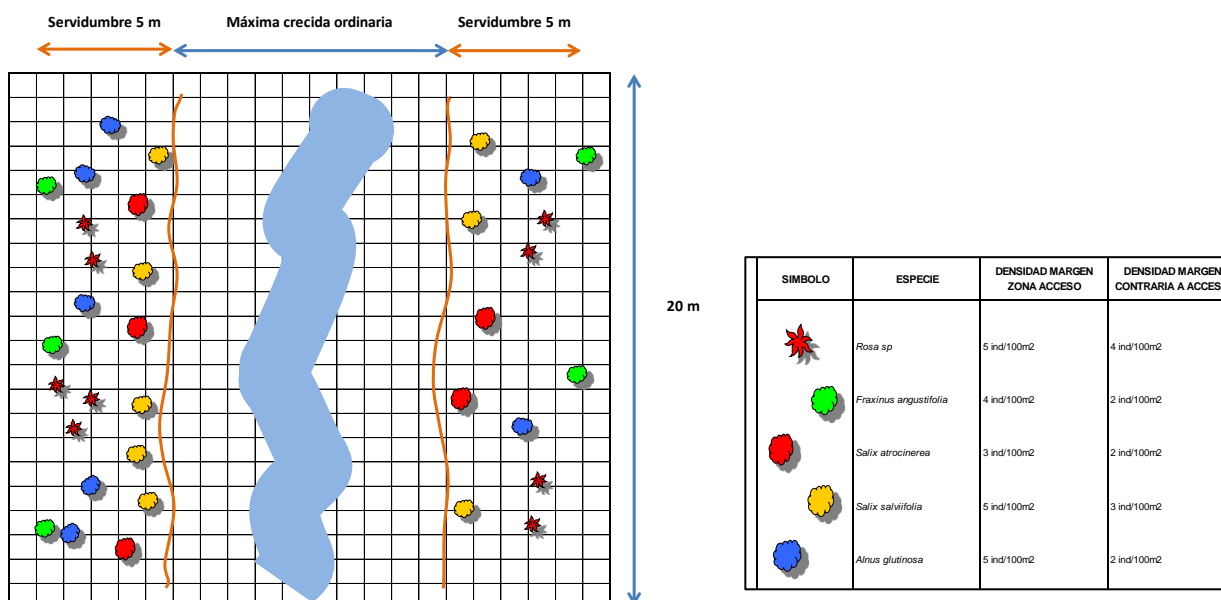 Servidumbre 5 m
Máxima crecida ordinaria
Servidumbre 5 m
20 m
SIMBOLO
ESPECIE
DENSIDAD MARGEN
ZONA ACCESO
DENSIDAD MARGEN
CONTRARIA A ACCES
Rosa sp
5 ind/100m2
4 ind/100m2
Fraxinus angustifolia
4 ind/100m2
2 ind/100m2
Salix atrocinerea
3 ind/100m2
2 ind/100m2
Salix salviifolia
5 ind/100m2
3 ind/100m2
Alnus glutinosa
5 ind/100m2
2 ind/100m2